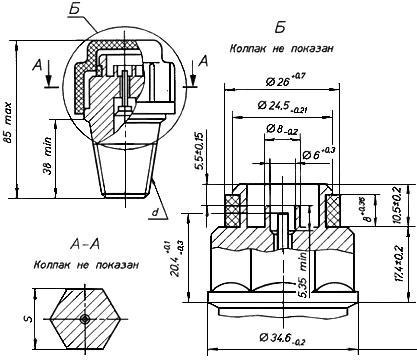 Б
А
А
85 max
38 min
d
А-А
Колпак не показан
S
Б
Колпак не показан
Ø 26 +0.7
Ø 24.5 -0.21
Ø 8 -0.2
Ø 6 +0.3
5.5±0.15
20.4 +0.1 -0.3
5.35 min
8 +0.36
10.5±0.2
17.4±0.2
Ø 34.6 -0.2